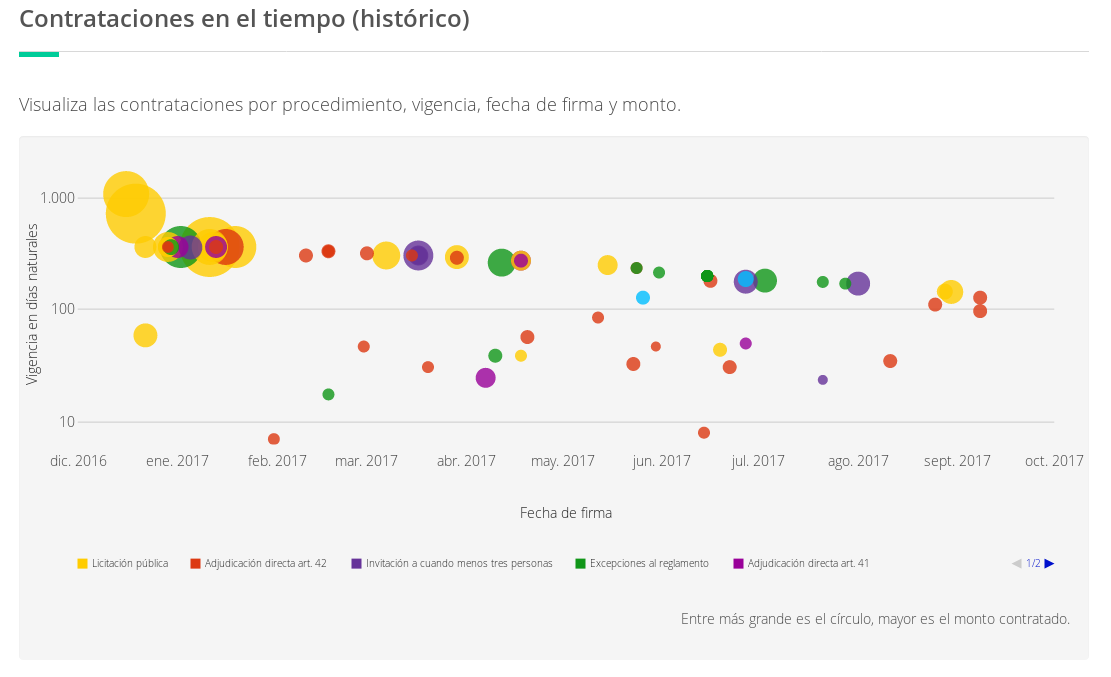 Contrataciones en el tiempo (histórico)
Visualiza las contrataciones por procedimiento, vigencia, fecha de firma y monto.
Vigencia en días naturales
1.000
100
10
dic. 2016 ene. 2017 feb. 2017 mar. 2017 abr. 2017 may. 2017 jun. 2017 jul. 2017 ago. 2017 sept. 2017 oct. 2017
Fecha de firma
Licitación pública Adjudicación directa art. 42 Invitación a cuando menos tres personas Excepciones al reglamento Adjudicación directa art. 41 1/2
Entre más grande es el círculo, mayor es el monto contratado.